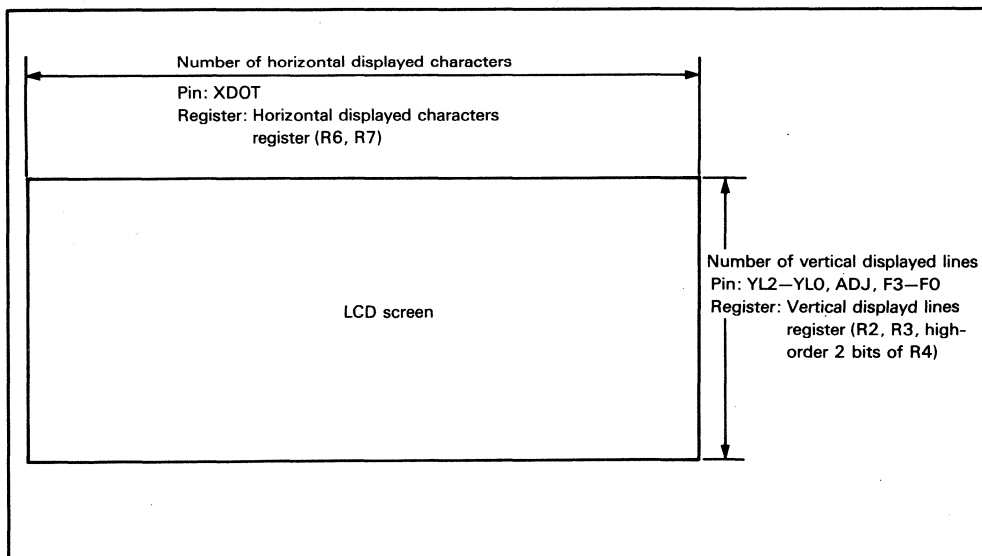 Number of horizontal displayed characters
Pin: XDOT
Register: Horizontal displayed characters
register (R6, R7)
LCD screen
Number of vertical displayed lines
Pin: YL2—YL0, ADJ, F3—F0
Register: Vertical displayd lines
register (R2, R3, high-
order 2 bits of R4)